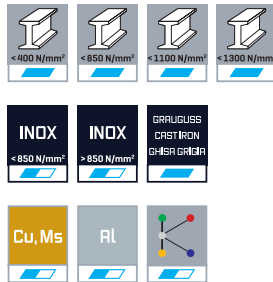 <400 N/mm² <850 N/mm² <1100 N/mm² <1300 N/mm²
INOX INOX GRAUGUSS
CAST IRON
<850 N/mm² >850 N/mm² GHISA GRIGIA
Cu,Ms Al